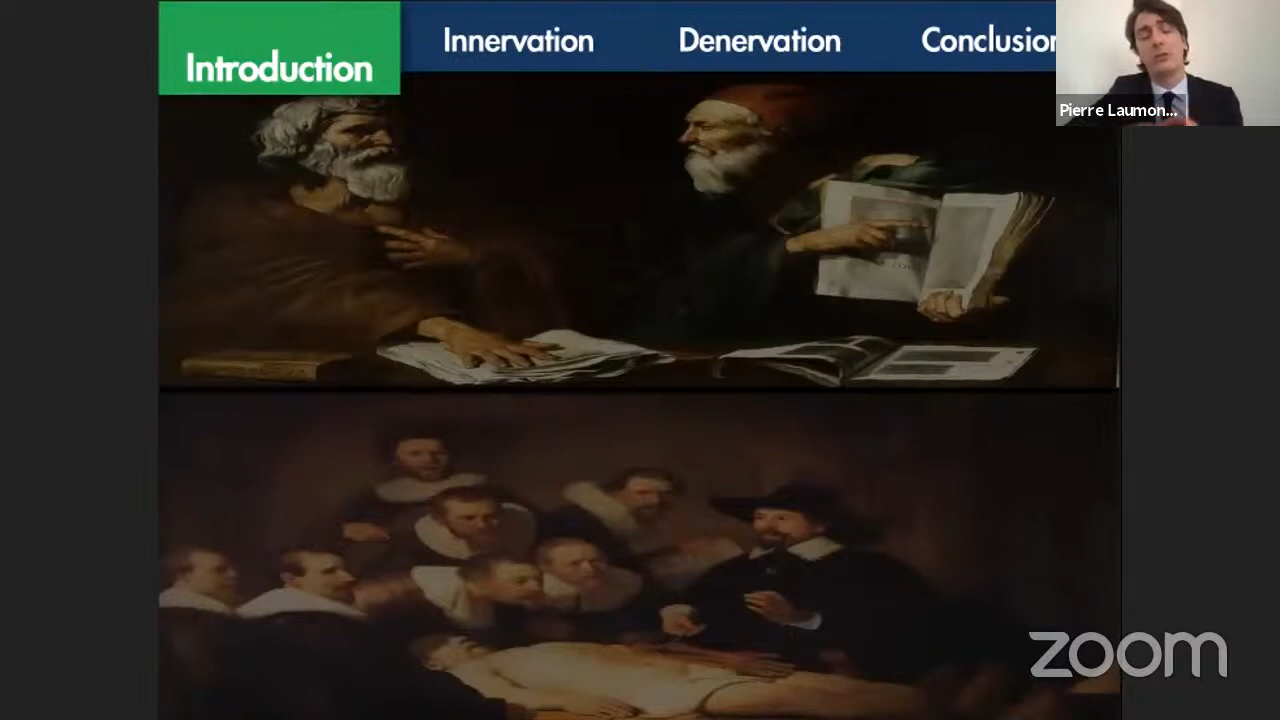 Introduction
Innervation
Denervation
Conclusion
Pierre Laumon...
zoom